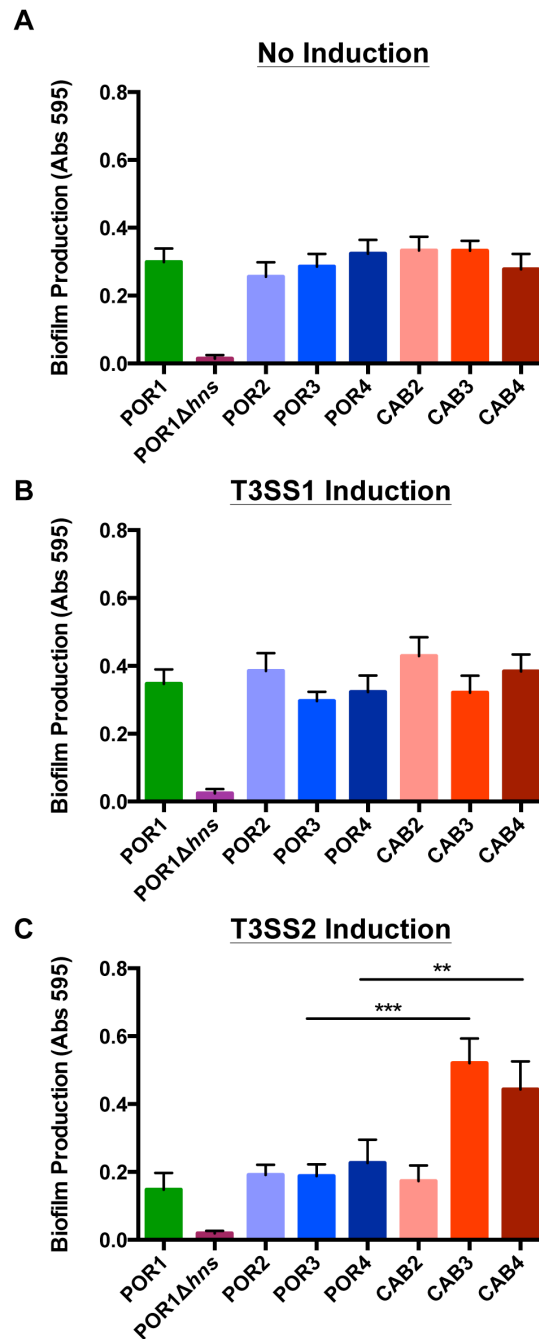 A
No Induction
Biofilm Production (Abs 595)
0.8
0.6
0.4
0.2
0.0
POR1
POR1Δhns
POR2
POR3
POR4
CAB2
CAB3
CAB4
B
T3SS1 Induction
Biofilm Production (Abs 595)
0.8
0.6
0.4
0.2
0.0
POR1
POR1Δhns
POR2
POR3
POR4
CAB2
CAB3
CAB4
C
T3SS2 Induction
Biofilm Production (Abs 595)
0.8
0.6
0.4
0.2
0.0
**
***
POR1
POR1Δhns
POR2
POR3
POR4
CAB2
CAB3
CAB4